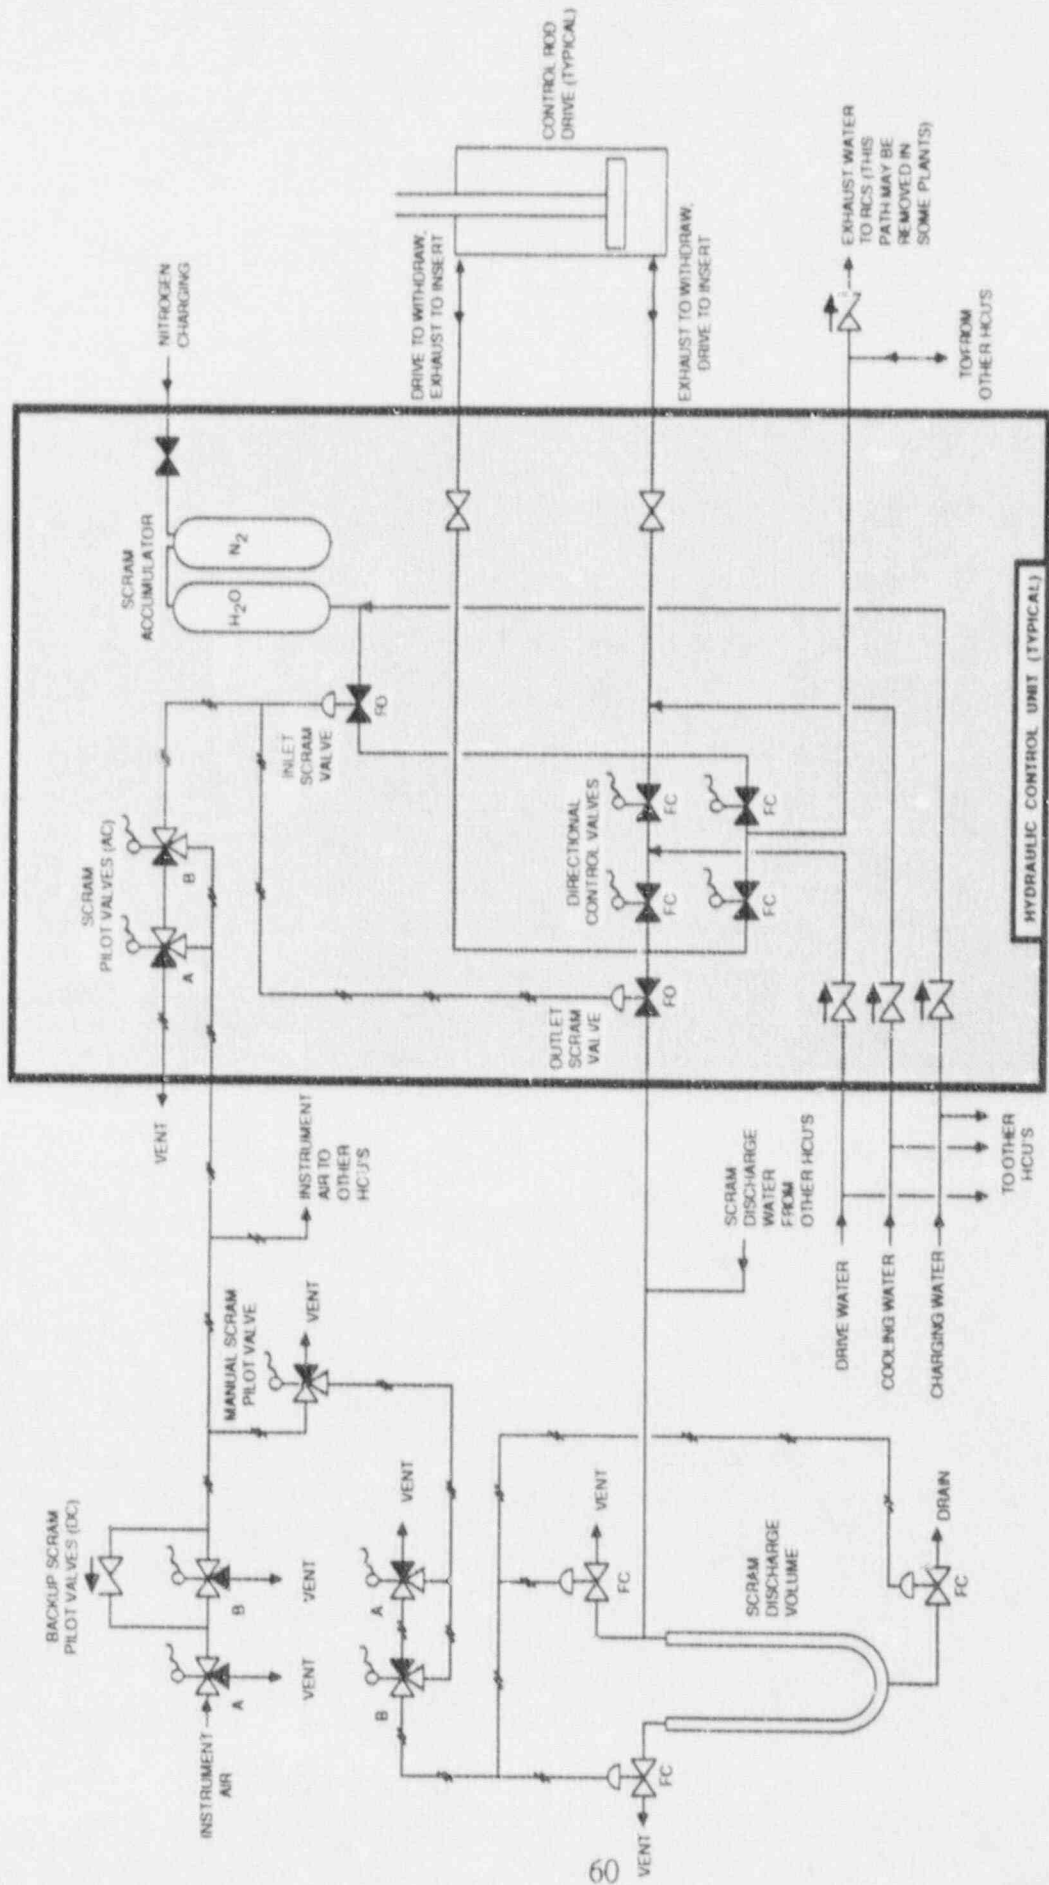 NITROGEN
CHARGING
SCRAM
ACCUMULATOR
N2
H2O
SCRAM
PILOT VALVES (AC)
A
B
VENT
INLET
SCRAM
VALVE
FO
DRIVE TO WITHDRAW,
EXHAUST TO INSERT
CONTROL ROD
DRIVE (TYPICAL)
EXHAUST TO WITHDRAW,
DRIVE TO INSERT
DIRECTIONAL
CONTROL VALVES
FC
FC
FC
FC
OUTLET
SCRAM
VALVE
FO
EXHAUST WATER
TO RCS (THIS
PATH MAY BE
REMOVED IN
SOME PLANTS)
TO/FROM
OTHER HCU'S
HYDRAULIC CONTROL UNIT (TYPICAL)
BACKUP SCRAM
PILOT VALVES (DC)
INSTRUMENT
AIR
A
B
VENT
VENT
MANUAL SCRAM
PILOT VALVE
VENT
INSTRUMENT
AIR TO
OTHER
HCU'S
B
A
VENT
VENT
FC
SCRAM
DISCHARGE
WATER
FROM
OTHER HCU'S
DRIVE WATER
COOLING WATER
CHARGING WATER
TO OTHER
HCU'S
SCRAM
DISCHARGE
VOLUME
VENT
FC
DRAIN
FC
60